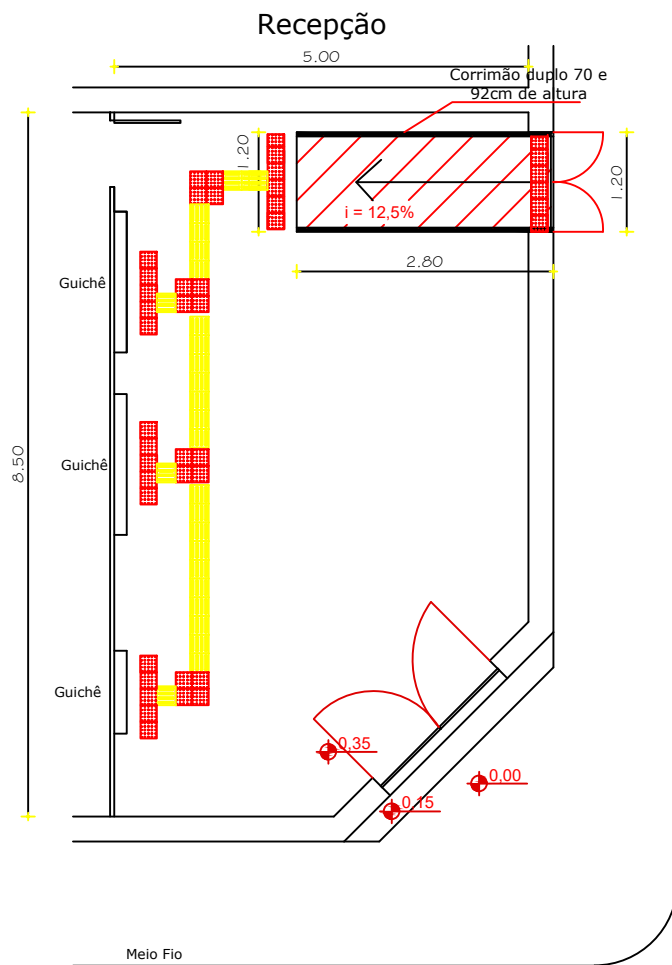 Recepção
5.00
Corrimão duplo 70 e
92cm de altura
1.20
1.20
i = 12,5%
2.80
Guichê
8.50
Guichê
Guichê
0,35
0,00
0,15
Meio Fio